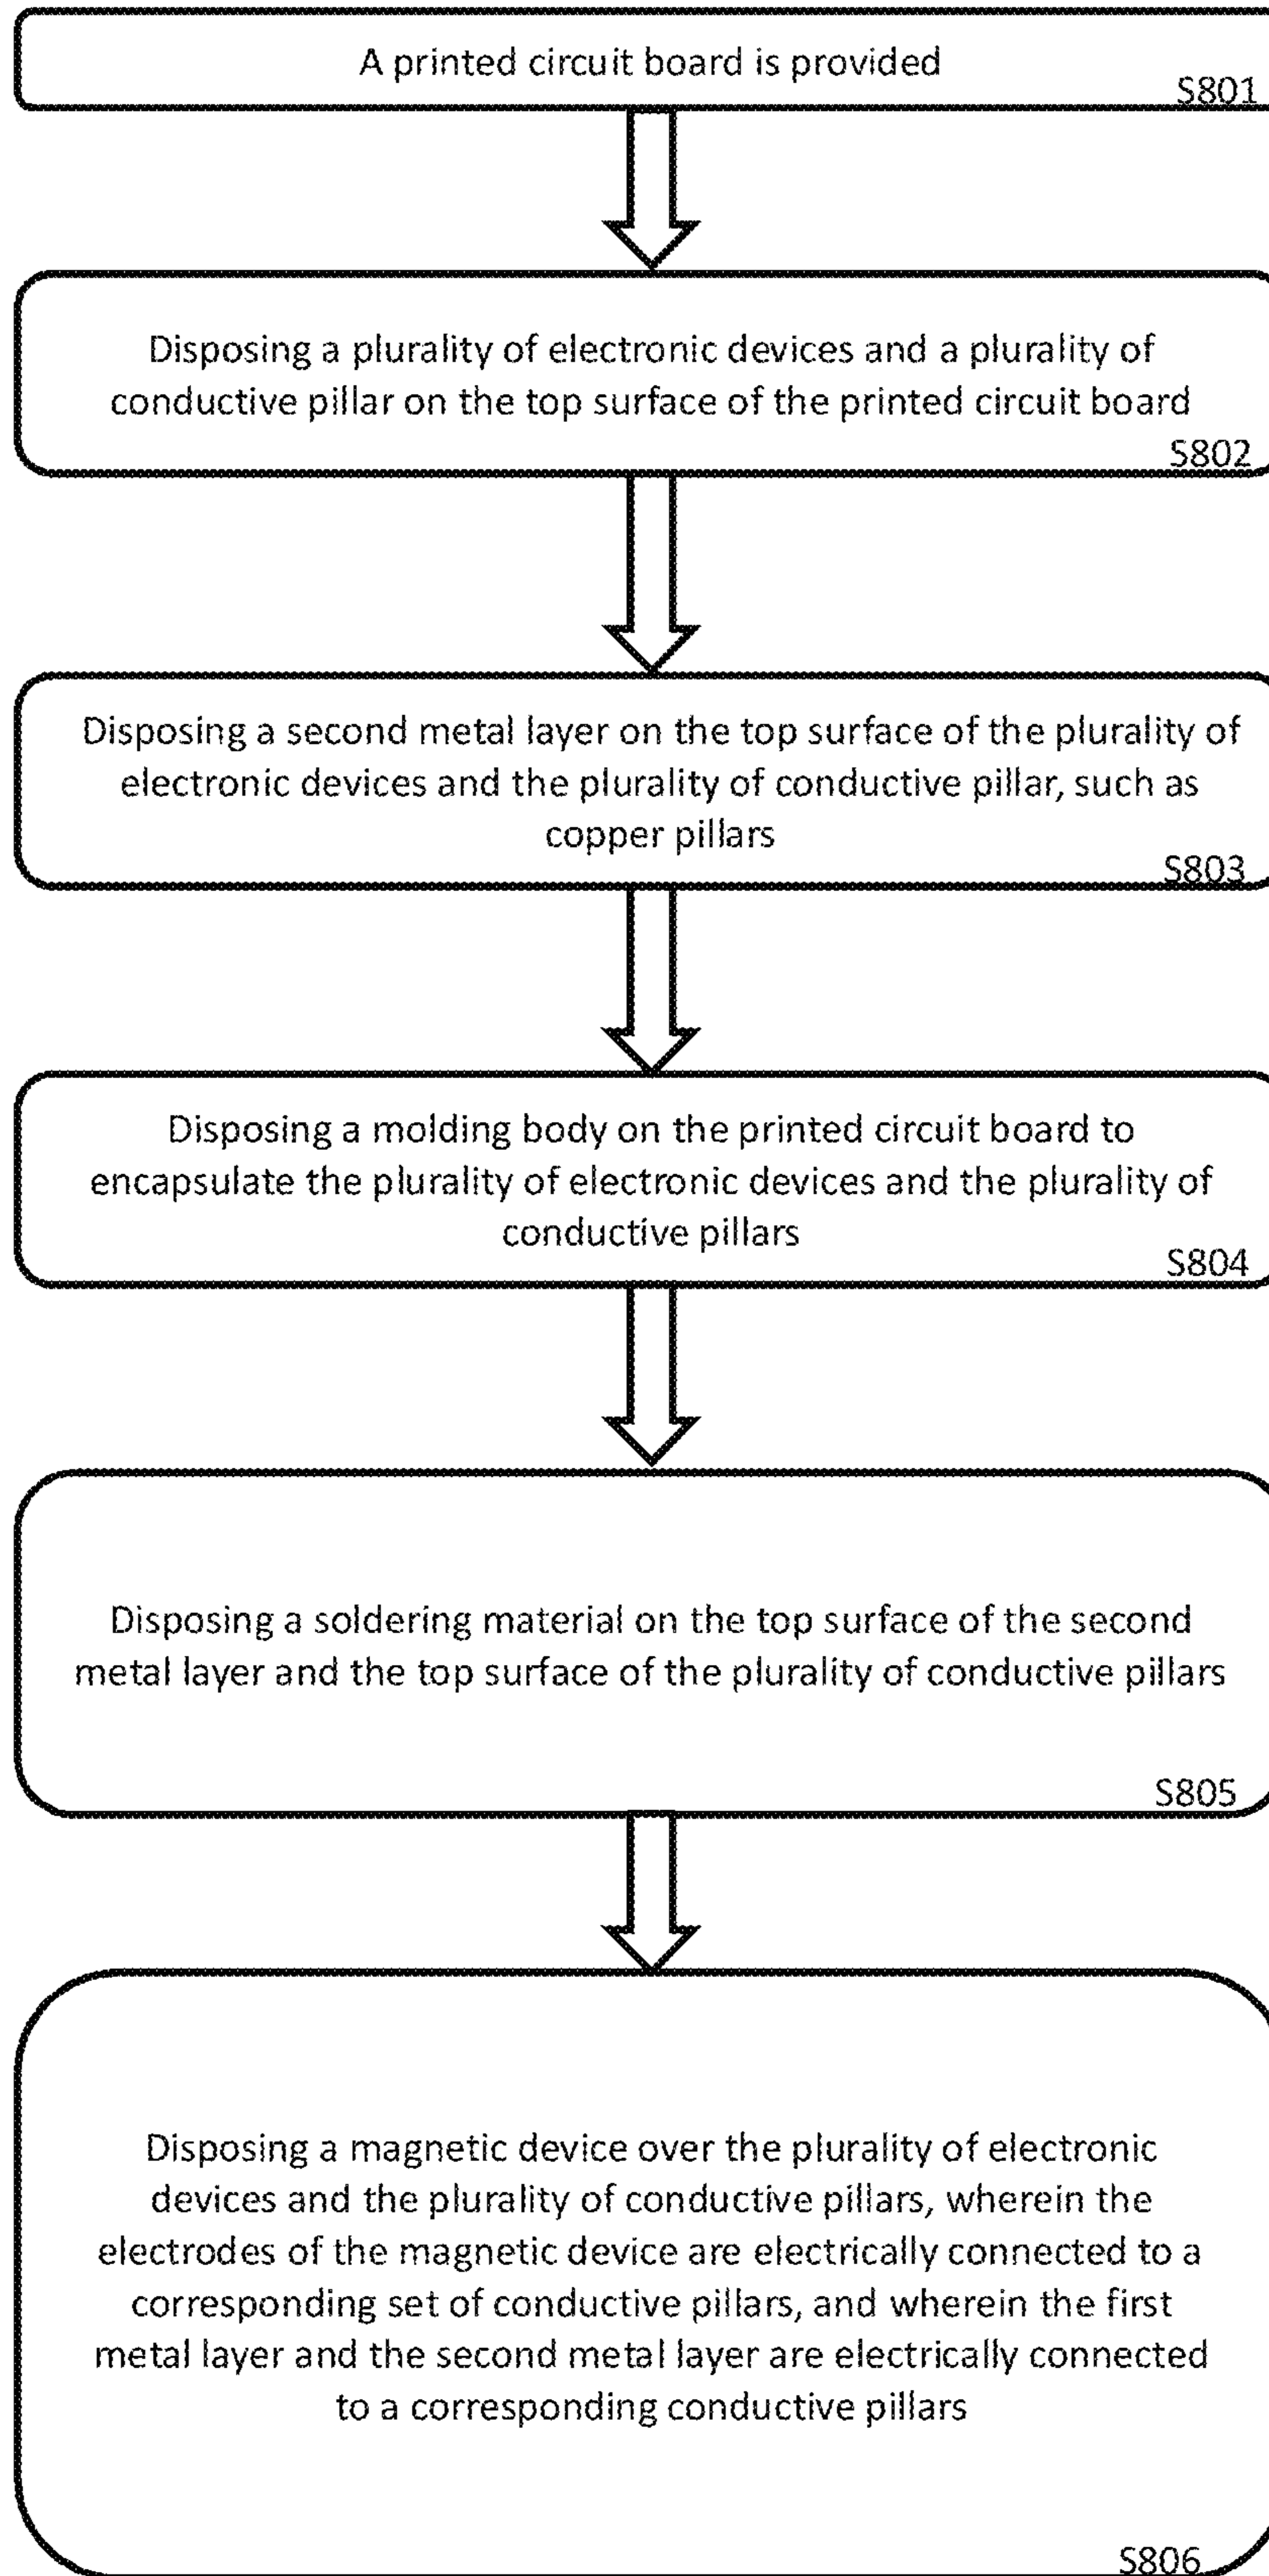 A printed circuit board is provided
S801
Disposing a plurality of electronic devices and a plurality of
conductive pillar on the top surface of the printed circuit board
S802
Disposing a second metal layer on the top surface of the plurality of
electronic devices and the plurality of conductive pillar, such as
copper pillars
S803
Disposing a molding body on the printed circuit board to
encapsulate the plurality of electronic devices and the plurality of
conductive pillars
S804
Disposing a soldering material on the top surface of the second
metal layer and the top surface of the plurality of conductive pillars
S805
Disposing a magnetic device over the plurality of electronic
devices and the plurality of conductive pillars, wherein the
electrodes of the magnetic device are electrically connected to a
corresponding set of conductive pillars, and wherein the first
metal layer and the second metal layer are electrically connected
to a corresponding conductive pillars
S806